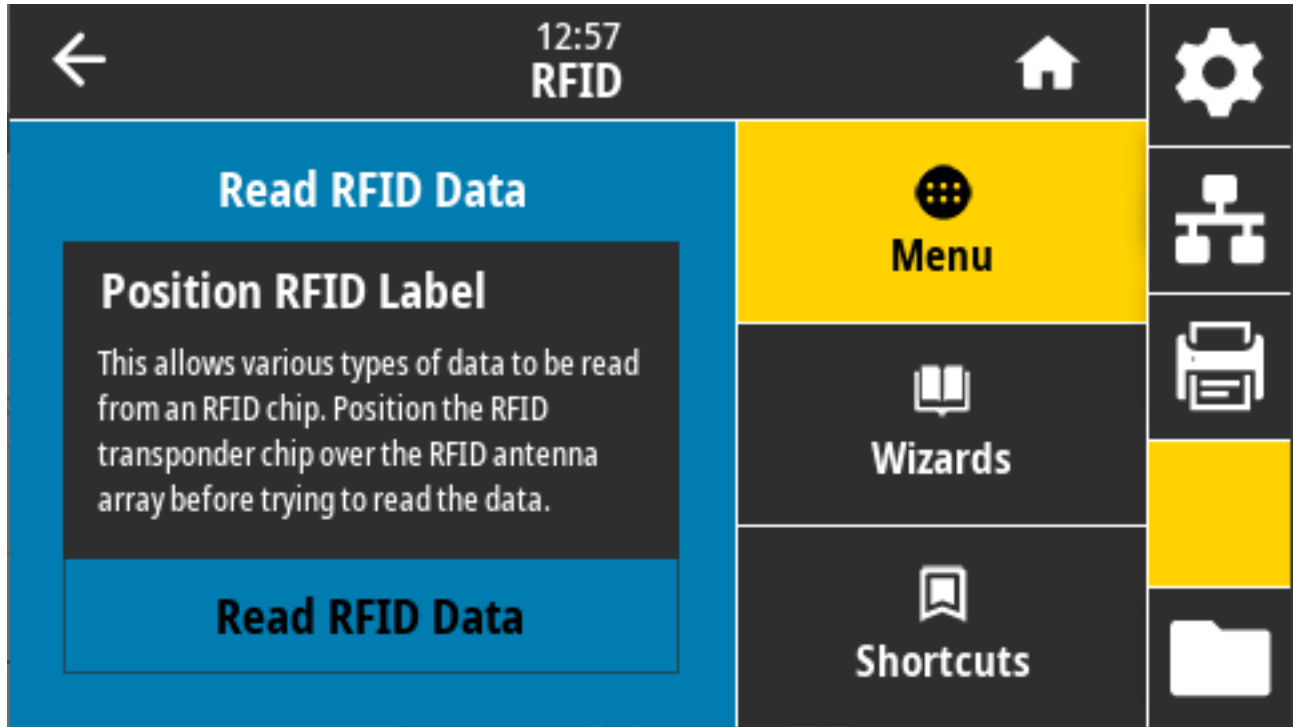 12:57
RFID
Read RFID Data
Position RFID Label
This allows various types of data to be read
from an RFID chip. Position the RFID
transponder chip over the RFID antenna
array before trying to read the data.
Read RFID Data
Menu
Wizards
Shortcuts